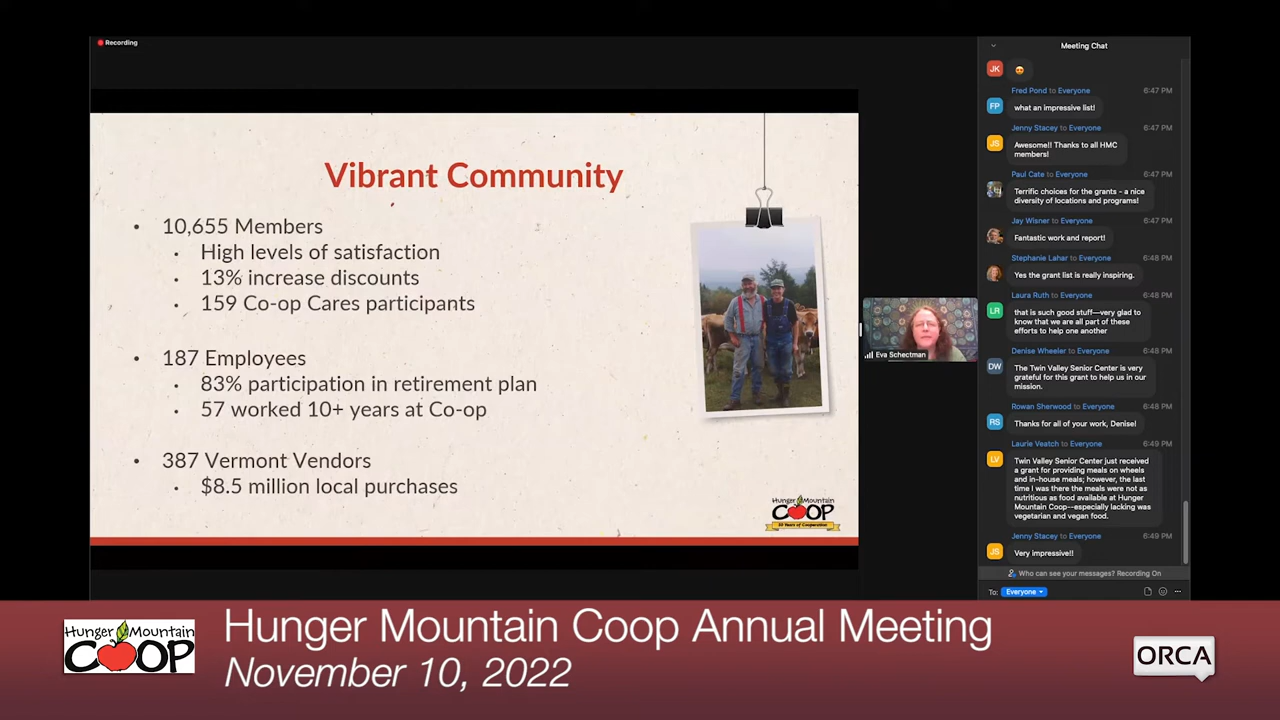 Recording
Vibrant Community
• 10,655 Members
• High levels of satisfaction
• 13% increase discounts
• 159 Co-op Cares participants
• 187 Employees
• 83% participation in retirement plan
• 57 worked 10+ years at Co-op
• 387 Vermont Vendors
• $8.5 million local purchases
Hunger Mountain
COOP
50 Years of Cooperation
Eva Schectman
Meeting Chat
JK
Fred Pond to Everyone 6:47 PM
FP
what an impressive list!
Jenny Stacey to Everyone 6:47 PM
JS
Awesome!! Thanks to all HMC
members!
Paul Cate to Everyone 6:47 PM
Terrific choices for the grants - a nice
diversity of locations and programs!
Jay Wisner to Everyone 6:47 PM
Fantastic work and report!
Stephanie Lahar to Everyone 6:48 PM
Yes the grant list is really inspiring.
Laura Ruth to Everyone 6:48 PM
LR
that is such good stuff—very glad to
know that we are all part of these
efforts to help one another
Denise Wheeler to Everyone 6:48 PM
DW
The Twin Valley Senior Center is very
grateful for this grant to help us in our
mission.
Rowan Sherwood to Everyone 6:48 PM
RS
Thanks for all of your work, Denise!
Laurie Veatch to Everyone 6:49 PM
LV
Twin Valley Senior Center just received
a grant for providing meals on wheels
and in-house meals; however, the last
time I was there the meals were not as
nutritious as food available at Hunger
Mountain Coop--especially lacking was
vegetarian and vegan food.
Jenny Stacey to Everyone 6:49 PM
JS
Very impressive!!
Who can see your messages? Recording On
To: Everyone
Hunger Mountain
COOP
Hunger Mountain Coop Annual Meeting
November 10, 2022
ORCA